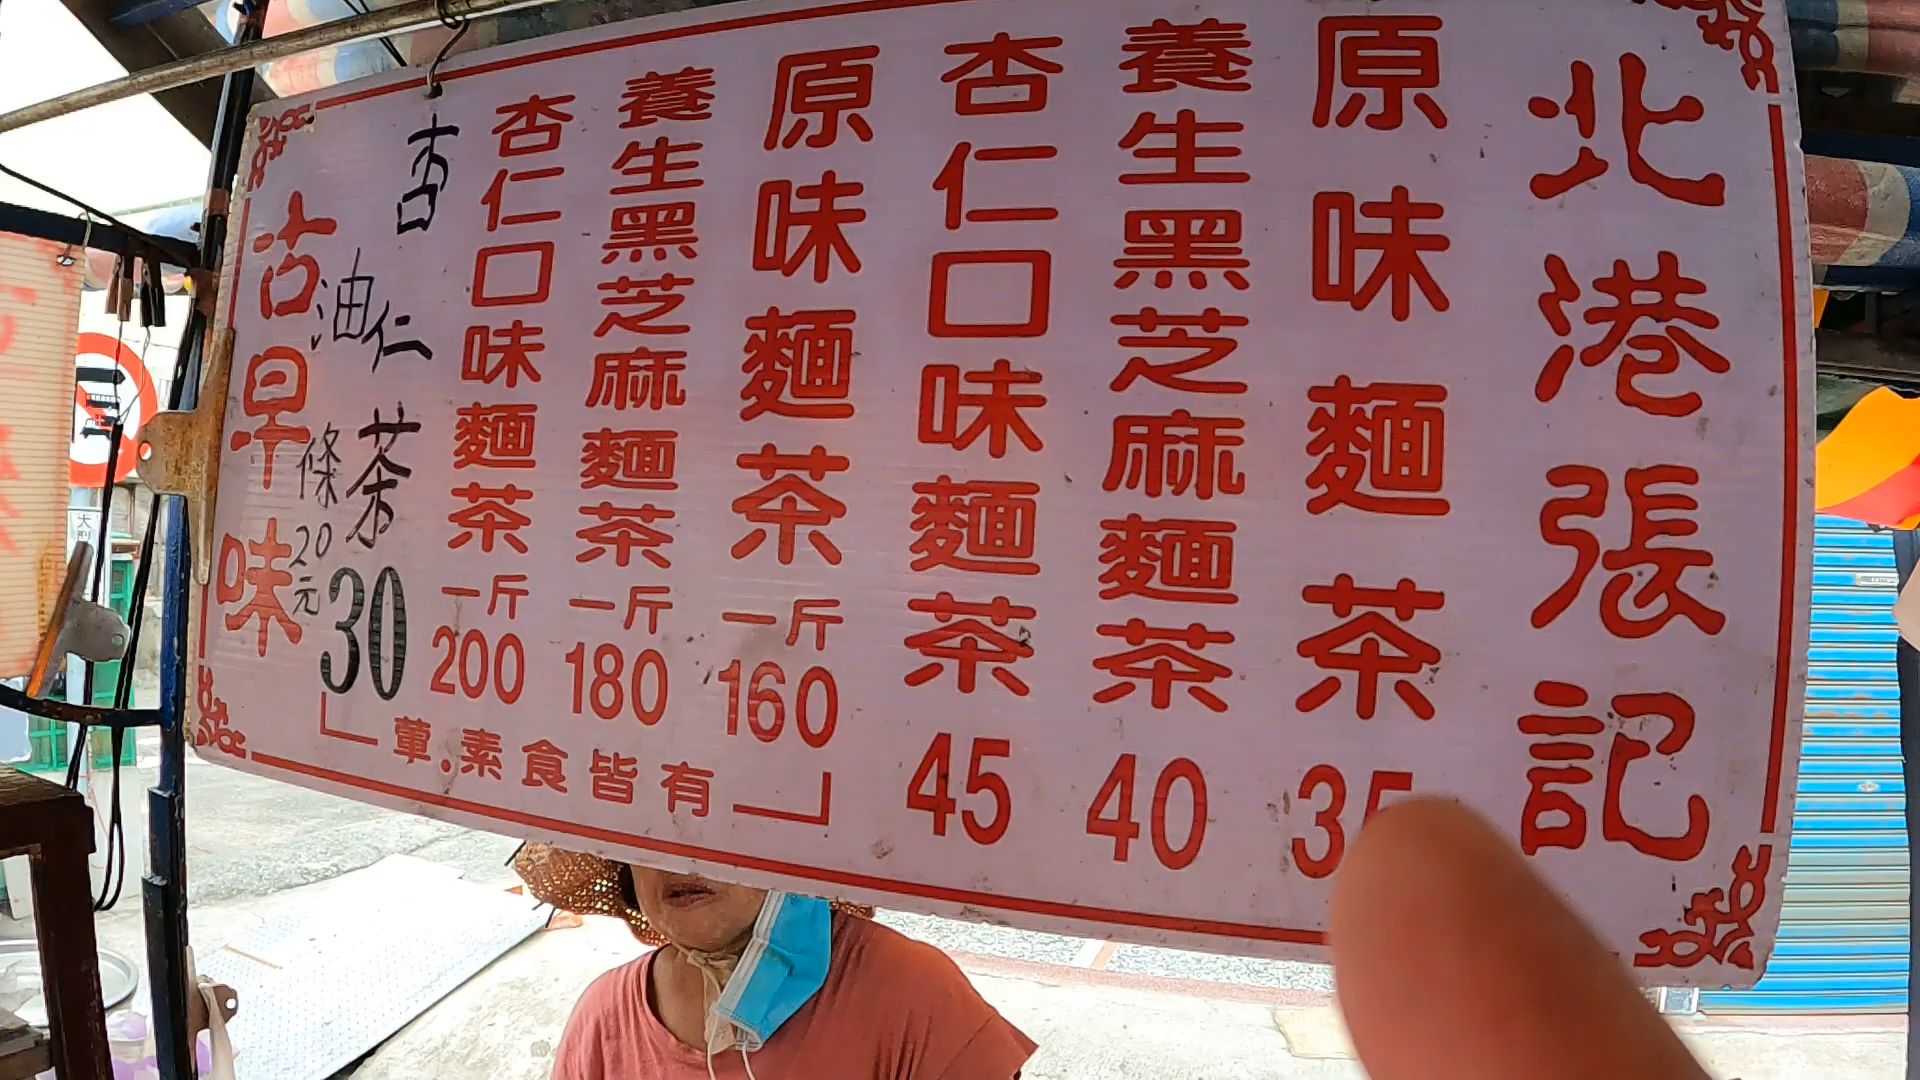 北港張記
原味麵茶 35
養生黑芝麻麵茶 40
杏仁口味麵茶 45
原味麵茶一斤 160
養生黑芝麻麵茶一斤 180
杏仁口味麵茶一斤 200
葷.素食皆有
杏仁茶 30
油條20元
古早味